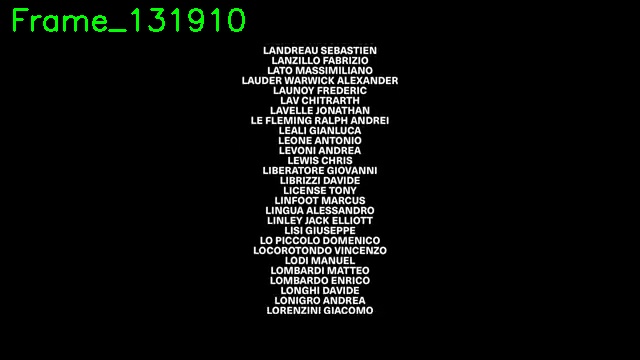 Frame_131910
LANDREAU SEBASTIEN
LANZILLO FABRIZIO
LATO MASSIMILIANO
LAUDER WARWICK ALEXANDER
LAUNOY FREDERIC
LAV CHITRARTH
LAVELLE JONATHAN
LE FLEMING RALPH ANDREI
LEALI GIANLUCA
LEONE ANTONIO
LEVONI ANDREA
LEWIS CHRIS
LIBERATORE GIOVANNI
LIBRIZZI DAVIDE
LICENSE TONY
LINFOOT MARCUS
LINGUA ALESSANDRO
LINLEY JACK ELLIOTT
LISI GIUSEPPE
LO PICCOLO DOMENICO
LOCOROTONDO VINCENZO
LODI MANUEL
LOMBARDI MATTEO
LOMBARDO ENRICO
LONGHI DAVIDE
LONIGRO ANDREA
LORENZINI GIACOMO